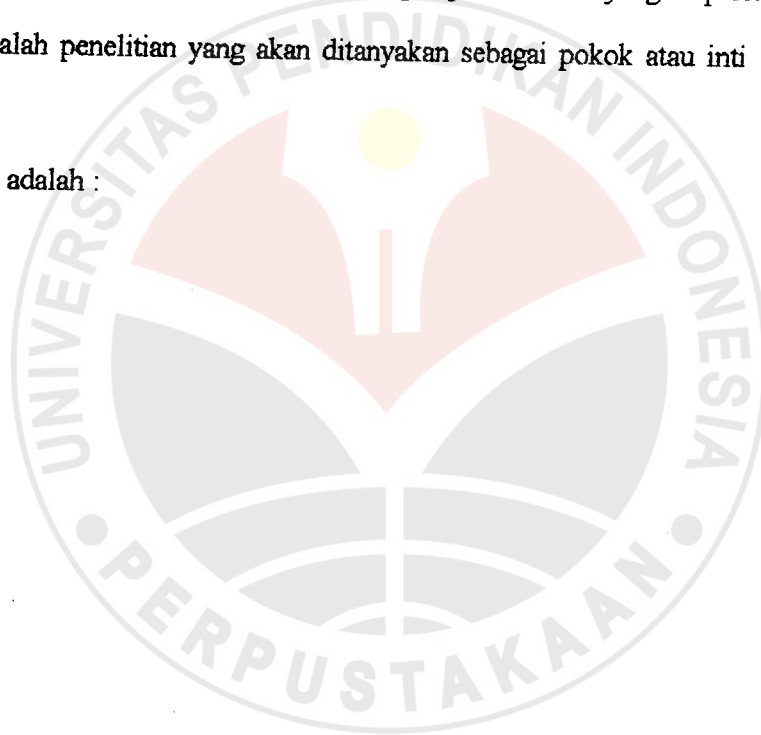 alah penelitian yang akan ditanyakan sebagai pokok atau inti
adalah :
UNIVERSITAS PENDIDIKAN INDONESIA
PERPUSTAKAAN